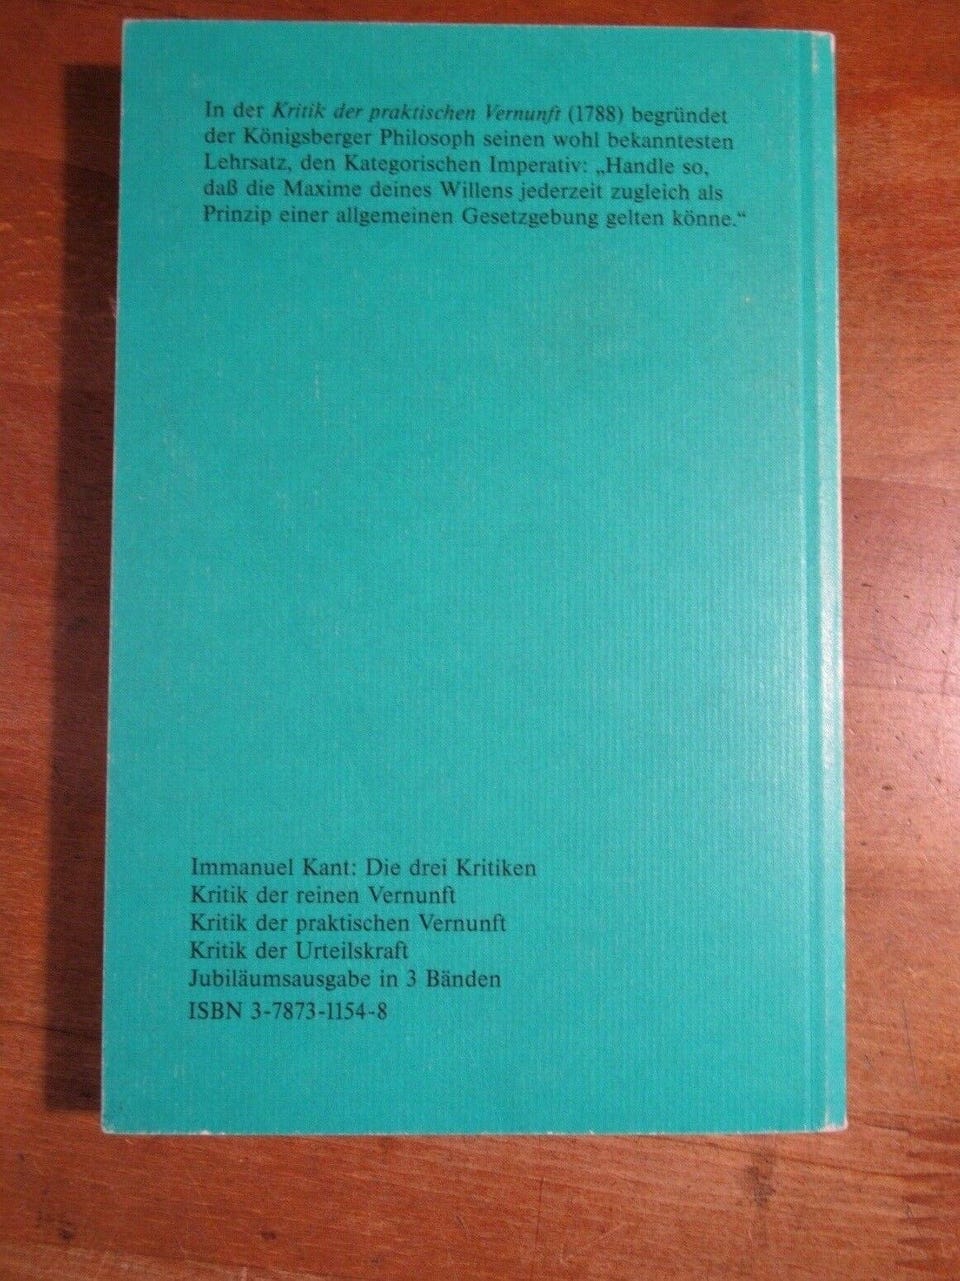 In der Kritik der praktischen Vernunft (1788) begründet
der Königsberger Philosoph seinen wohl bekanntesten
Lehrsatz, den Kategorischen Imperativ: „Handle so,
daß die Maxime deines Willens jederzeit zugleich als
Prinzip einer allgemeinen Gesetzgebung gelten könne.“
Immanuel Kant: Die drei Kritiken
Kritik der reinen Vernunft
Kritik der praktischen Vernunft
Kritik der Urteilskraft
Jubiläumsausgabe in 3 Bänden
ISBN 3-7873-1154-8